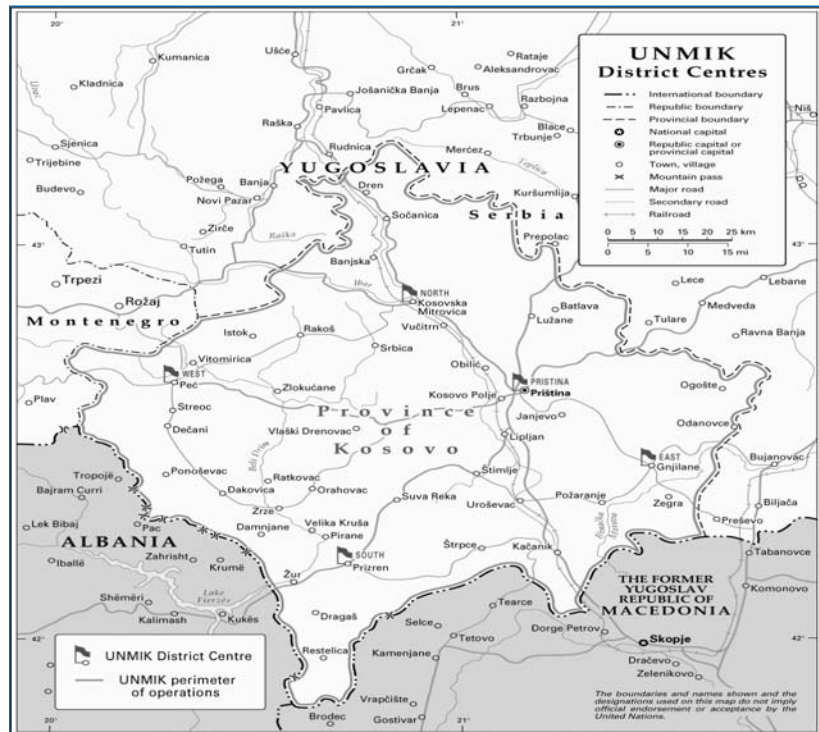 20°
21°
UNMIK
District Centres
International boundary
Republic boundary
Provincial boundary
National capital
Republic capital or
provincial capital
Town, village
Mountain pass
Major road
Secondary road
Railroad
0 5 10 15 20 25 km
0 5 10 15 mi
Ušče
Kumanica
Kladnica
Grčak
Rataje
Aleksandrovac
Jošanička Banja
Brus
Pavlica
Lepenac
Razbojna
Niš
Raška
Blace
Trbunje
Sjenica
Rudnica
Merćez
Trijebine
YUGOSLAVIA
Toplica
Požega
Banja
Dren
Budevo
Novi Pazar
Kuršumlija
Sočanica
Serbia
Zirče
43°
Raška
Prepolac
43°
Tutin
Banjska
Trpezi
Ibar
NORTH
Lece
Lebane
Rožaj
Kosovska
Mitrovica
Batlava
Medveda
Montenegro
Vučitrn
Lužane
Tulare
Istok
Rakoš
Ravna Banja
Srbica
Vitomirica
Obilić
WEST
PRISTINA
Peć
Zlokućane
Kosovo Polje
Priština
Ogošte
Plav
Streoc
Province
of
Kosovo
Janjevo
Dečani
Vlaški Drenovac
Odanovce
Lipljan
Beli Drim
EAST
Gnjilane
Bujanovac
Tropojë
Ponoševac
Ratkovac
Štimlje
Bajram Curri
Dakovica
Orahovac
Suva Reka
Uroševac
Požaranje
Zegra
Biljača
Zrze
Lek Bibaj
Pac
Damnjane
Velika Kruša
Preševo
ALBANIA
Pirane
Zahrisht
SOUTH
Štrpce
Kačanik
Tabanovce
Iballë
Krumë
Prizren
Žur
THE FORMER
YUGOSLAV
REPUBLIC OF
MACEDONIA
Komonovo
Shëmëri
Lake
Fierzës
Kalimash
Kukës
Dragaš
Tearce
42°
Selce
Dorge Petrov
42°
Tetovo
Skopje
Restelica
Kamenjane
Dračevo
Zelenikovo
UNMIK District Centre
UNMIK perimeter
of operations
Vrapčište
The boundaries and names shown and the
designations used on this map do not imply
official endorsement or acceptance by the
United Nations.
20°
Brodec
Gostivar
21°